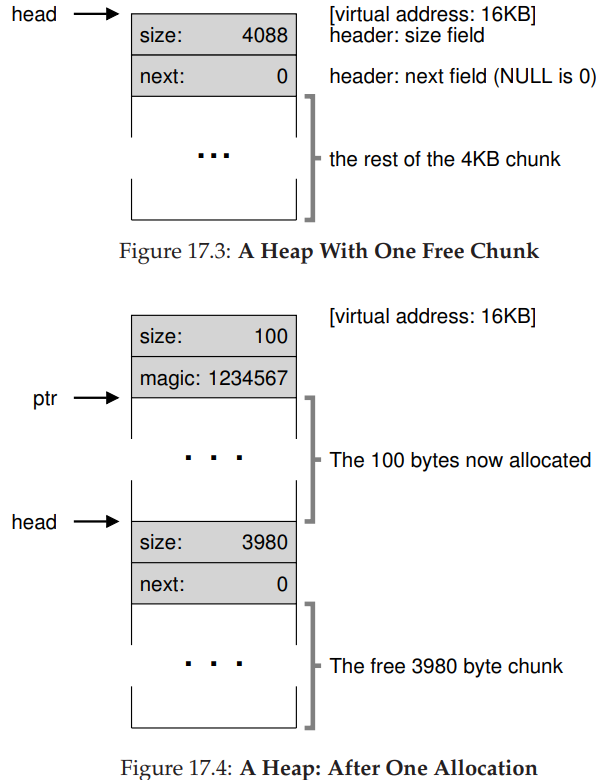 head
[virtual address: 16KB]
size: 4088
header: size field
next: 0
header: next field (NULL is 0)
...
the rest of the 4KB chunk
Figure 17.3: A Heap With One Free Chunk
[virtual address: 16KB]
size: 100
magic: 1234567
ptr
. . .
The 100 bytes now allocated
head
size: 3980
next: 0
. . .
The free 3980 byte chunk
Figure 17.4: A Heap: After One Allocation